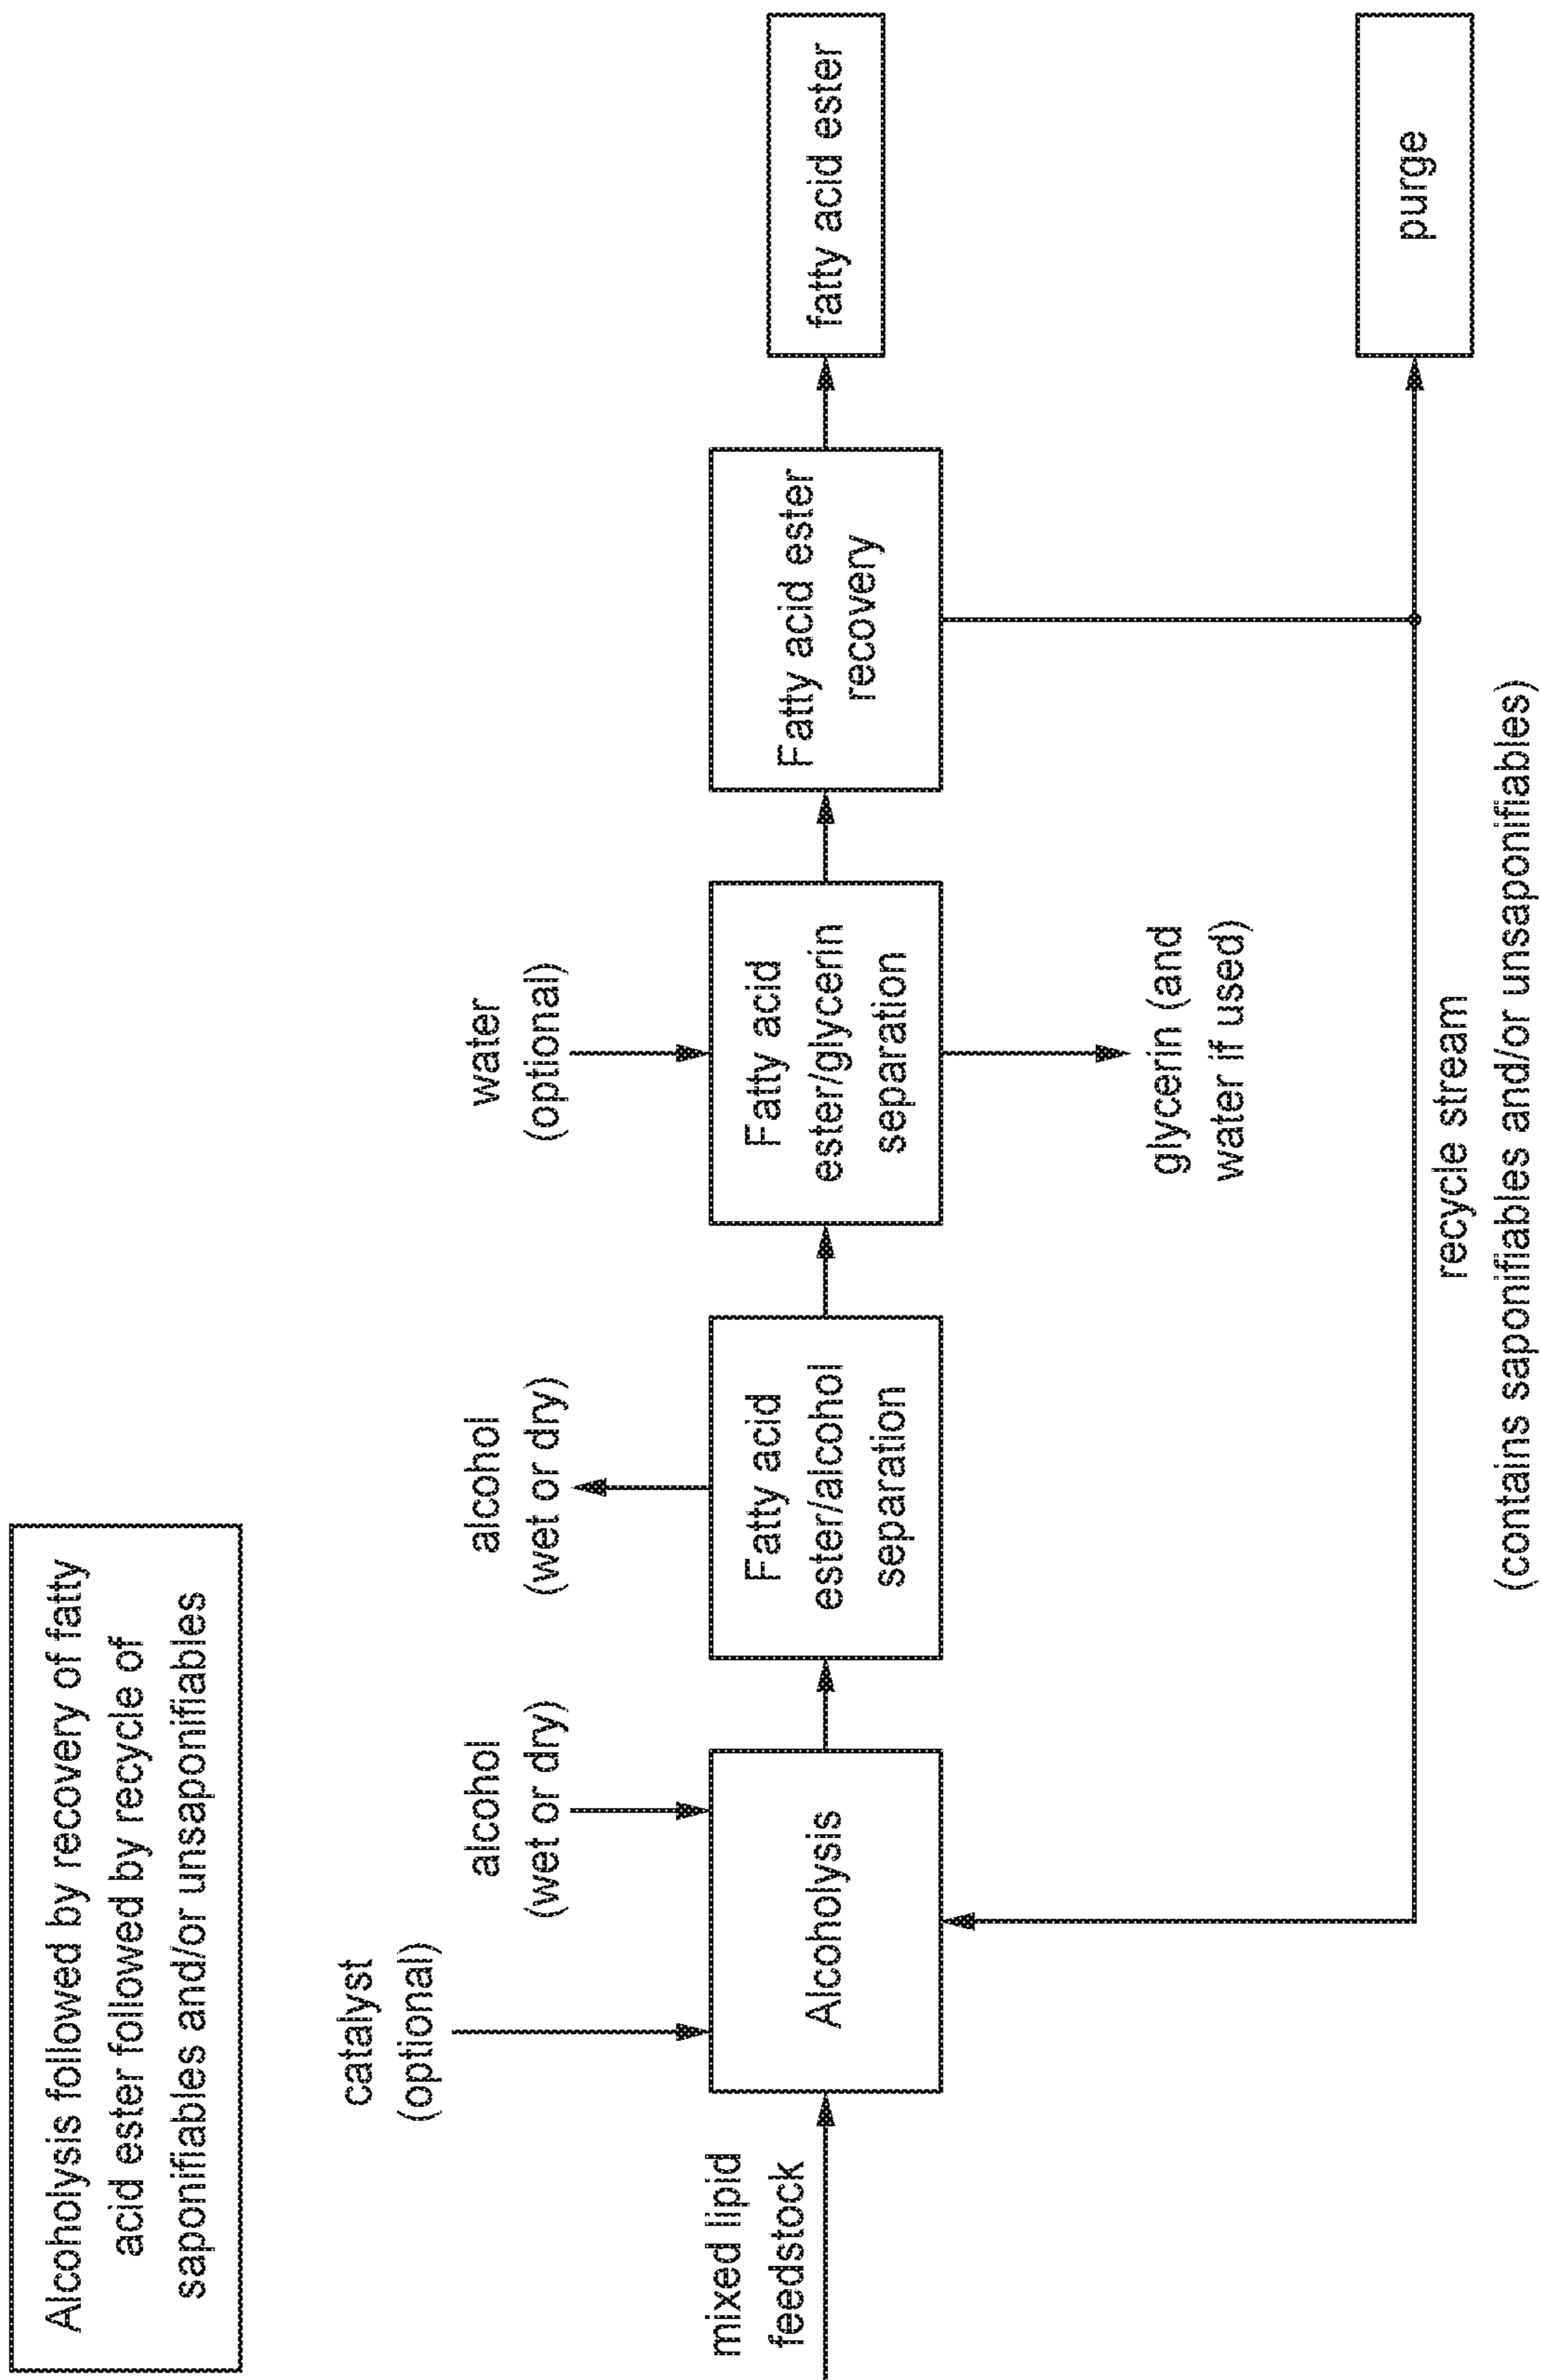 Alcoholysis followed by recovery of fatty
acid ester followed by recycle of
saponifiables and/or unsaponifiables
catalyst
(optional)
alcohol
(wet or dry)
alcohol
(wet or dry)
water
(optional)
mixed lipid
feedstock
Alcoholysis
Fatty acid
ester/alcohol
separation
Fatty acid
ester/glycerin
separation
Fatty acid ester
recovery
fatty acid ester
glycerin (and
water if used)
purge
recycle stream
(contains saponifiables and/or unsaponifiables)